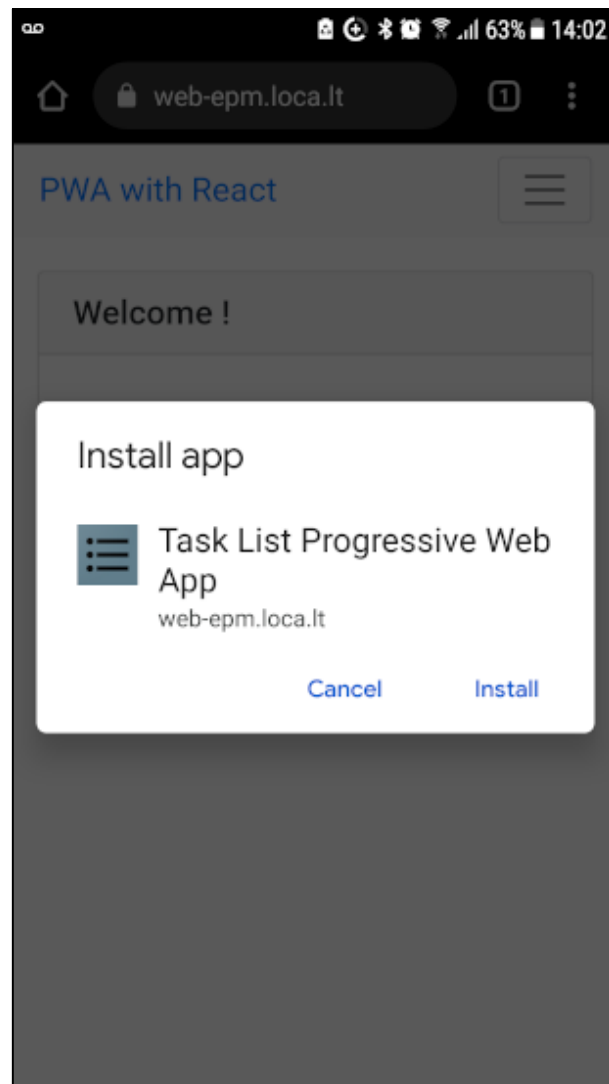 63% 14:02
web-epm.loca.lt
1
PWA with React
Welcome !
Install app
Task List Progressive Web
App
web-epm.loca.lt
Cancel Install